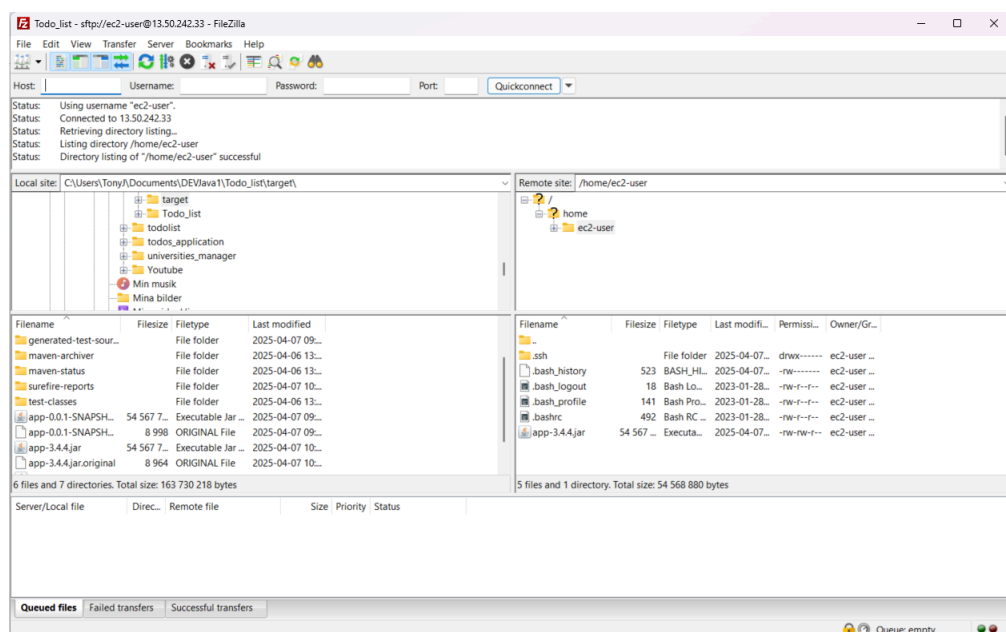 Todo_list - sftp://ec2-user@13.50.242.33 - FileZilla
File Edit View Transfer Server Bookmarks Help
Host: Username: Password: Port: Quickconnect
Status: Using username "ec2-user".
Status: Connected to 13.50.242.33
Status: Retrieving directory listing...
Status: Listing directory /home/ec2-user
Status: Directory listing of "/home/ec2-user" successful
Local site: C:\Users\TonyJ\Documents\DEVJava1\Todo_list\target\
target
Todo_list
todolist
todos_application
universities_manager
Youtube
Min musik
Mina bilder
Filename Filesize Filetype Last modified
generated-test-sour... File folder 2025-04-07 09:...
maven-archiver File folder 2025-04-06 13:...
maven-status File folder 2025-04-06 13:...
surefire-reports File folder 2025-04-07 10:...
test-classes File folder 2025-04-06 13:...
app-0.0.1-SNAPSH... 54 567 7... Executable Jar ... 2025-04-07 09:...
app-0.0.1-SNAPSH... 8 998 ORIGINAL File 2025-04-07 09:...
app-3.4.4.jar 54 567 7... Executable Jar ... 2025-04-07 10:...
app-3.4.4.jar.original 8 964 ORIGINAL File 2025-04-07 10:...
6 files and 7 directories. Total size: 163 730 218 bytes
Remote site: /home/ec2-user
/
home
ec2-user
Filename Filesize Filetype Last modifi... Permissi... Owner/Gr...
..
.ssh File folder 2025-04-07... drwx------ ec2-user ...
.bash_history 523 BASH_HI... 2025-04-07... -rw------- ec2-user ...
.bash_logout 18 Bash Lo... 2023-01-28... -rw-r--r-- ec2-user ...
.bash_profile 141 Bash Pro... 2023-01-28... -rw-r--r-- ec2-user ...
.bashrc 492 Bash RC ... 2023-01-28... -rw-r--r-- ec2-user ...
app-3.4.4.jar 54 567 ... Executa... 2025-04-07... -rw-rw-r-- ec2-user ...
5 files and 1 directory. Total size: 54 568 880 bytes
Server/Local file Direc... Remote file Size Priority Status
Queued files Failed transfers Successful transfers
Queue: empty